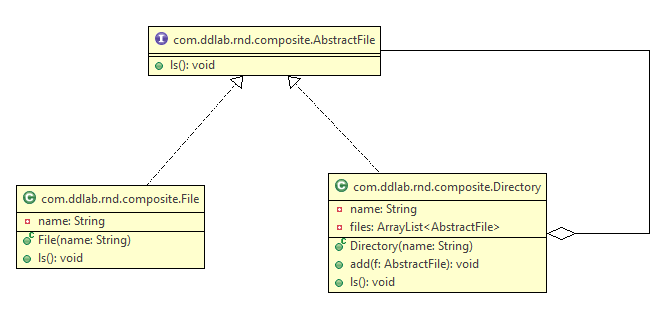 I com.ddlab.rnd.composite.AbstractFile
ls(): void
C com.ddlab.rnd.composite.File
name: String
C File(name: String)
ls(): void
C com.ddlab.rnd.composite.Directory
name: String
files: ArrayList<AbstractFile>
C Directory(name: String)
add(f: AbstractFile): void
ls(): void